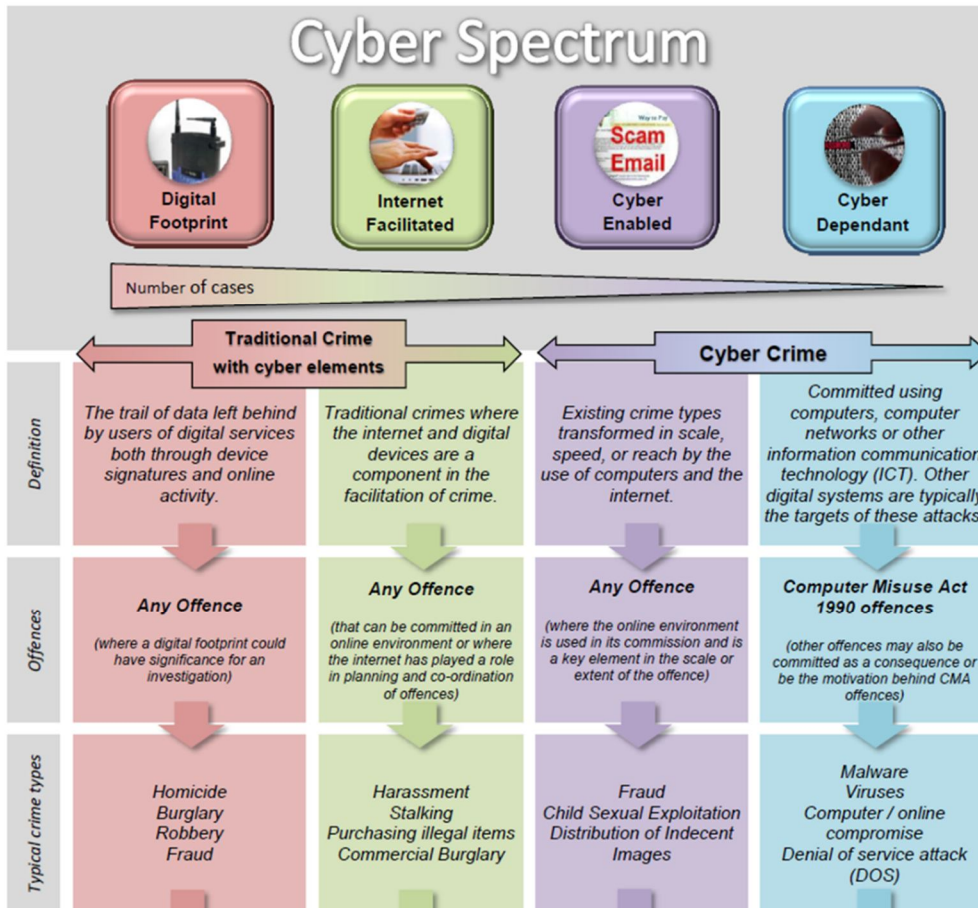 Cyber Spectrum
Digital
Footprint
Internet
Facilitated
Scam
Email
Cyber
Enabled
Cyber
Dependant
Number of cases
Traditional Crime
with cyber elements
Cyber Crime
Definition
The trail of data left behind
by users of digital services
both through device
signatures and online
activity.
Traditional crimes where
the internet and digital
devices are a
component in the
facilitation of crime.
Existing crime types
transformed in scale,
speed, or reach by the
use of computers and the
internet.
Committed using
computers, computer
networks or other
information communication
technology (ICT). Other
digital systems are typically
the targets of these attacks
Offences
Any Offence
(where a digital footprint could
have significance for an
investigation)
Any Offence
(that can be committed in an
online environment or where
the internet has played a role
in planning and co-ordination
of offences)
Any Offence
(where the online environment
is used in its commission and is
a key element in the scale or
extent of the offence)
Computer Misuse Act
1990 offences
(other offences may also be
committed as a consequence or
be the motivation behind CMA
offences)
Typical crime types
Homicide
Burglary
Robbery
Fraud
Harassment
Stalking
Purchasing illegal items
Commercial Burglary
Fraud
Child Sexual Exploitation
Distribution of Indecent
Images
Malware
Viruses
Computer / online
compromise
Denial of service attack
(DOS)